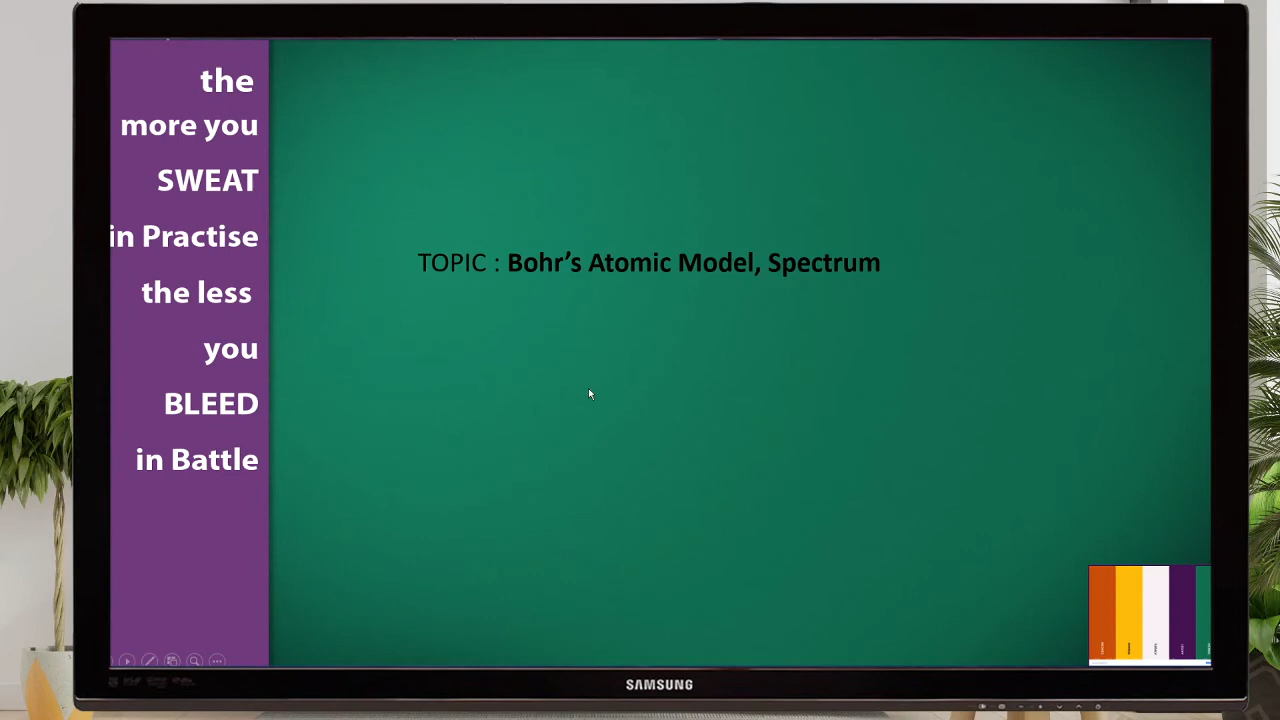 the
more you
SWEAT
in Practise
the less
you
BLEED
in Battle
TOPIC : Bohr’s Atomic Model, Spectrum
SAMSUNG